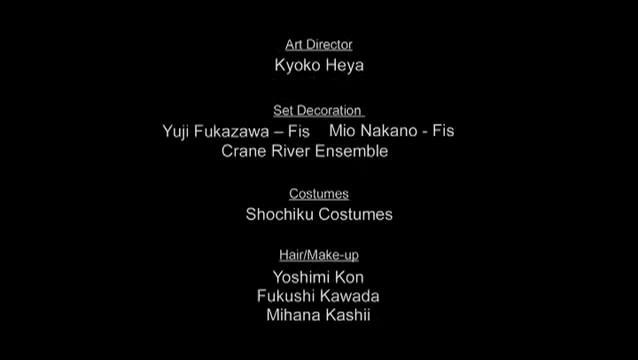 Art Director
Kyoko Heya
Set Decoration
Yuji Fukazawa – Fis Mio Nakano - Fis
Crane River Ensemble
Costumes
Shochiku Costumes
Hair/Make-up
Yoshimi Kon
Fukushi Kawada
Mihana Kashii